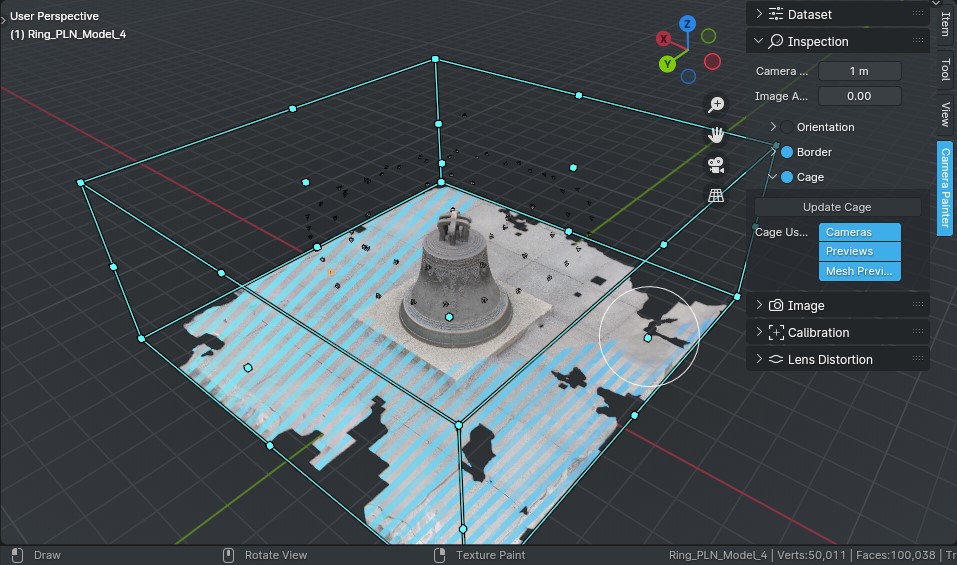 User Perspective
(1) Ring_PLN_Model_4
X
Y
Z
Dataset
Inspection
Camera ...
1 m
Image A...
0.00
Orientation
Border
Cage
Update Cage
Cage Us...
Cameras
Previews
Mesh Previ...
Image
Calibration
Lens Distortion
Item
Tool
View
Camera Painter
Draw
Rotate View
Texture Paint
Ring_PLN_Model_4 | Verts:50,011 | Faces:100,038 | Tr